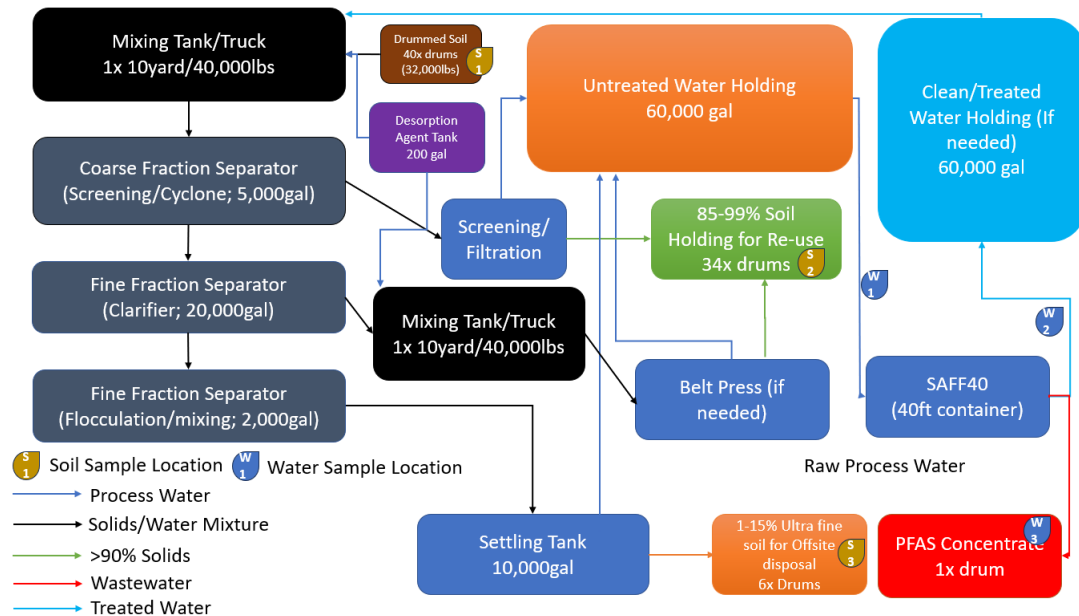 Mixing Tank/Truck
1x 10yard/40,000lbs
Drummed Soil
40x drums
(32,000lbs)
S
1
Desorption
Agent Tank
200 gal
Untreated Water Holding
60,000 gal
Clean/Treated
Water Holding (If
needed)
60,000 gal
Coarse Fraction Separator
(Screening/Cyclone; 5,000gal)
Screening/
Filtration
85-99% Soil
Holding for Re-use
34x drums
S
2
W
1
W
2
Fine Fraction Separator
(Clarifier; 20,000gal)
Mixing Tank/Truck
1x 10yard/40,000lbs
Belt Press (if
needed)
SAFF40
(40ft container)
Fine Fraction Separator
(Flocculation/mixing; 2,000gal)
Raw Process Water
S
1
Soil Sample Location
W
1
Water Sample Location
Process Water
Solids/Water Mixture
>90% Solids
Wastewater
Treated Water
Settling Tank
10,000gal
1-15% Ultra fine
soil for Offsite
disposal
6x Drums
S
3
PFAS Concentrate
1x drum
W
3